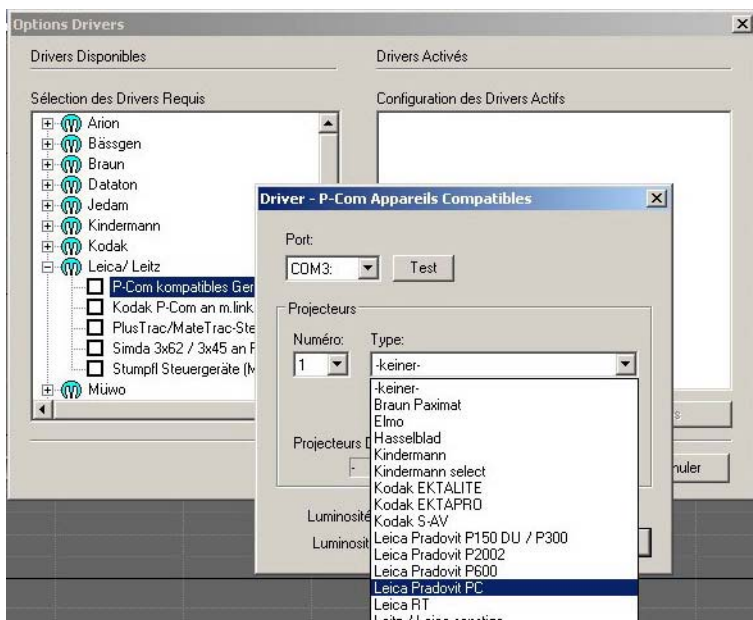 Options Drivers
Drivers Disponibles
Drivers Activés
Sélection des Drivers Requis
Configuration des Drivers Actifs
Arion
Bässgen
Braun
Dataton
Jedam
Kindermann
Kodak
Leica/ Leitz
P-Com kompatibles Ger
Kodak P-Com an m.link
PlusTrac/MateTrac-Ste
Simda 3x62 / 3x45 an
Stumpfl Steuergeräte (M
Müwo
Driver - P-Com Appareils Compatibles
Port:
COM3:
Test
Projecteurs
Numéro:
Type:
1
-keiner-
-keiner-
Braun Paximat
Elmo
Hasselblad
Kindermann
Kindermann select
Kodak EKTALITE
Kodak EKTAPRO
Kodak S-AV
Leica Pradovit P150 DU / P300
Leica Pradovit P2002
Leica Pradovit P600
Leica Pradovit PC
Leica RT
Projecteurs
-
Luminosité
Luminosit
s
nuler